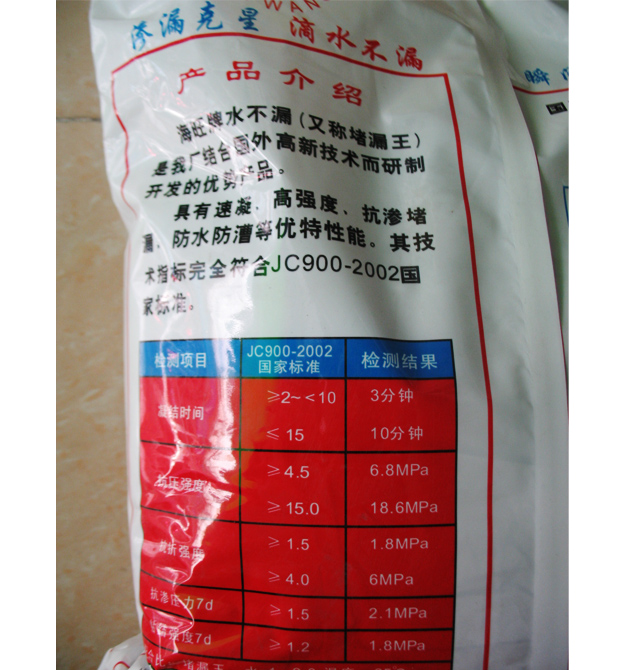 WAN
渗漏克星 滴水不漏
产品介绍
海旺牌水不漏(又称堵漏王)
是我厂结合国外高新技术而研制
开发的优势产品。
具有速凝、高强度、抗渗堵
漏、防水防潮等优特性能。其技
术指标完全符合JC900-2002国
家标准。
检测项目 JC900-2002 国家标准 检测结果
凝结时间 ≥2~<10 3分钟
≤ 15 10分钟
抗压强度 ≥ 4.5 6.8MPa
≥ 15.0 18.6MPa
抗折强度 ≥ 1.5 1.8MPa
≥ 4.0 6MPa
抗渗压力7d ≥ 1.5 2.1MPa
粘结强度7d ≥ 1.2 1.8MPa
堵漏王
瞬